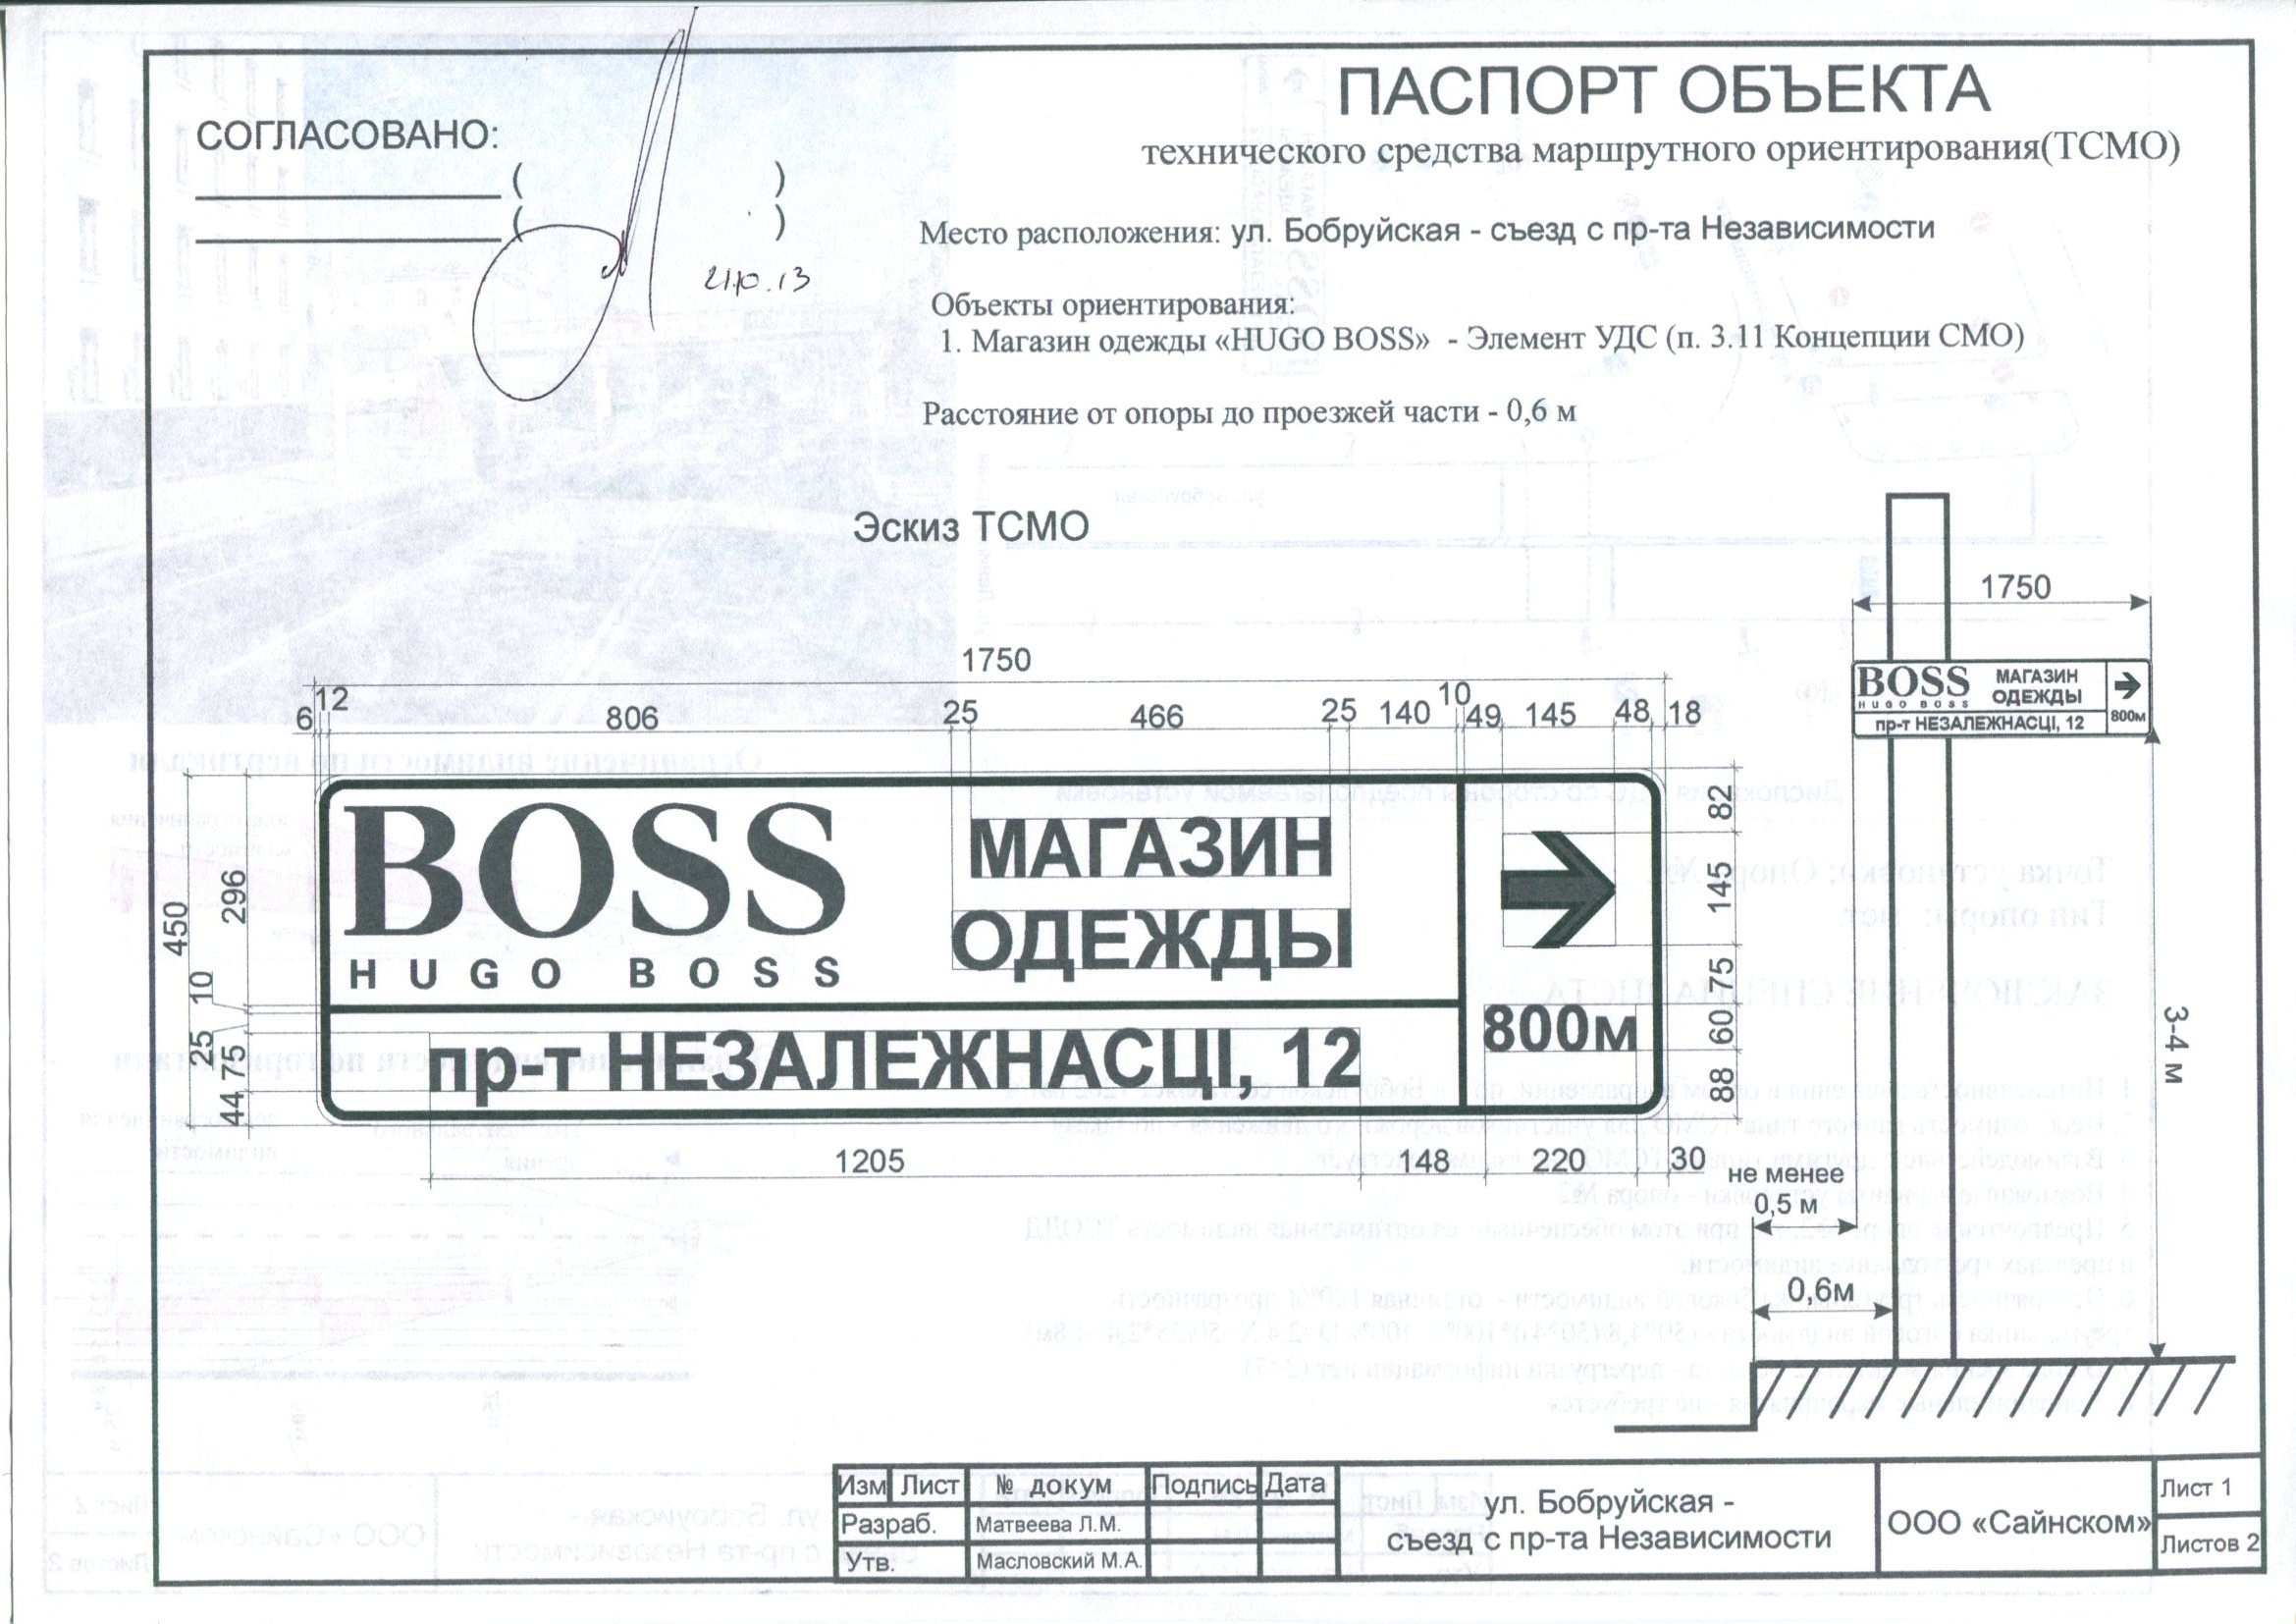 СОГЛАСОВАНО:
( )
( )
21.10.13
ПАСПОРТ ОБЪЕКТА
технического средства маршрутного ориентирования(ТСМО)
Место расположения: ул. Бобруйская - съезд с пр-та Независимости
Объекты ориентирования:
1. Магазин одежды «HUGO BOSS» - Элемент УДС (п. 3.11 Концепции СМО)
Расстояние от опоры до проезжей части - 0,6 м
Эскиз ТСМО
1750
6 12 806 25 466 25 140 10 49 145 48 18
450
296
10
25
75
44
BOSS
HUGO BOSS
МАГАЗИН
ОДЕЖДЫ
пр-т НЕЗАЛЕЖНАСЦІ, 12
800м
82
145
75
60
88
1205 148 220 30
1750
BOSS
HUGO BOSS
МАГАЗИН
ОДЕЖДЫ
пр-т НЕЗАЛЕЖНАСЦІ, 12
800м
3-4 м
не менее
0,5 м
0,6м
Изм Лист № докум Подпись Дата
Разраб. Матвеева Л.М.
Утв. Масловский М.А.
ул. Бобруйская -
съезд с пр-та Независимости
ООО «Сайнском»
Лист 1
Листов 2